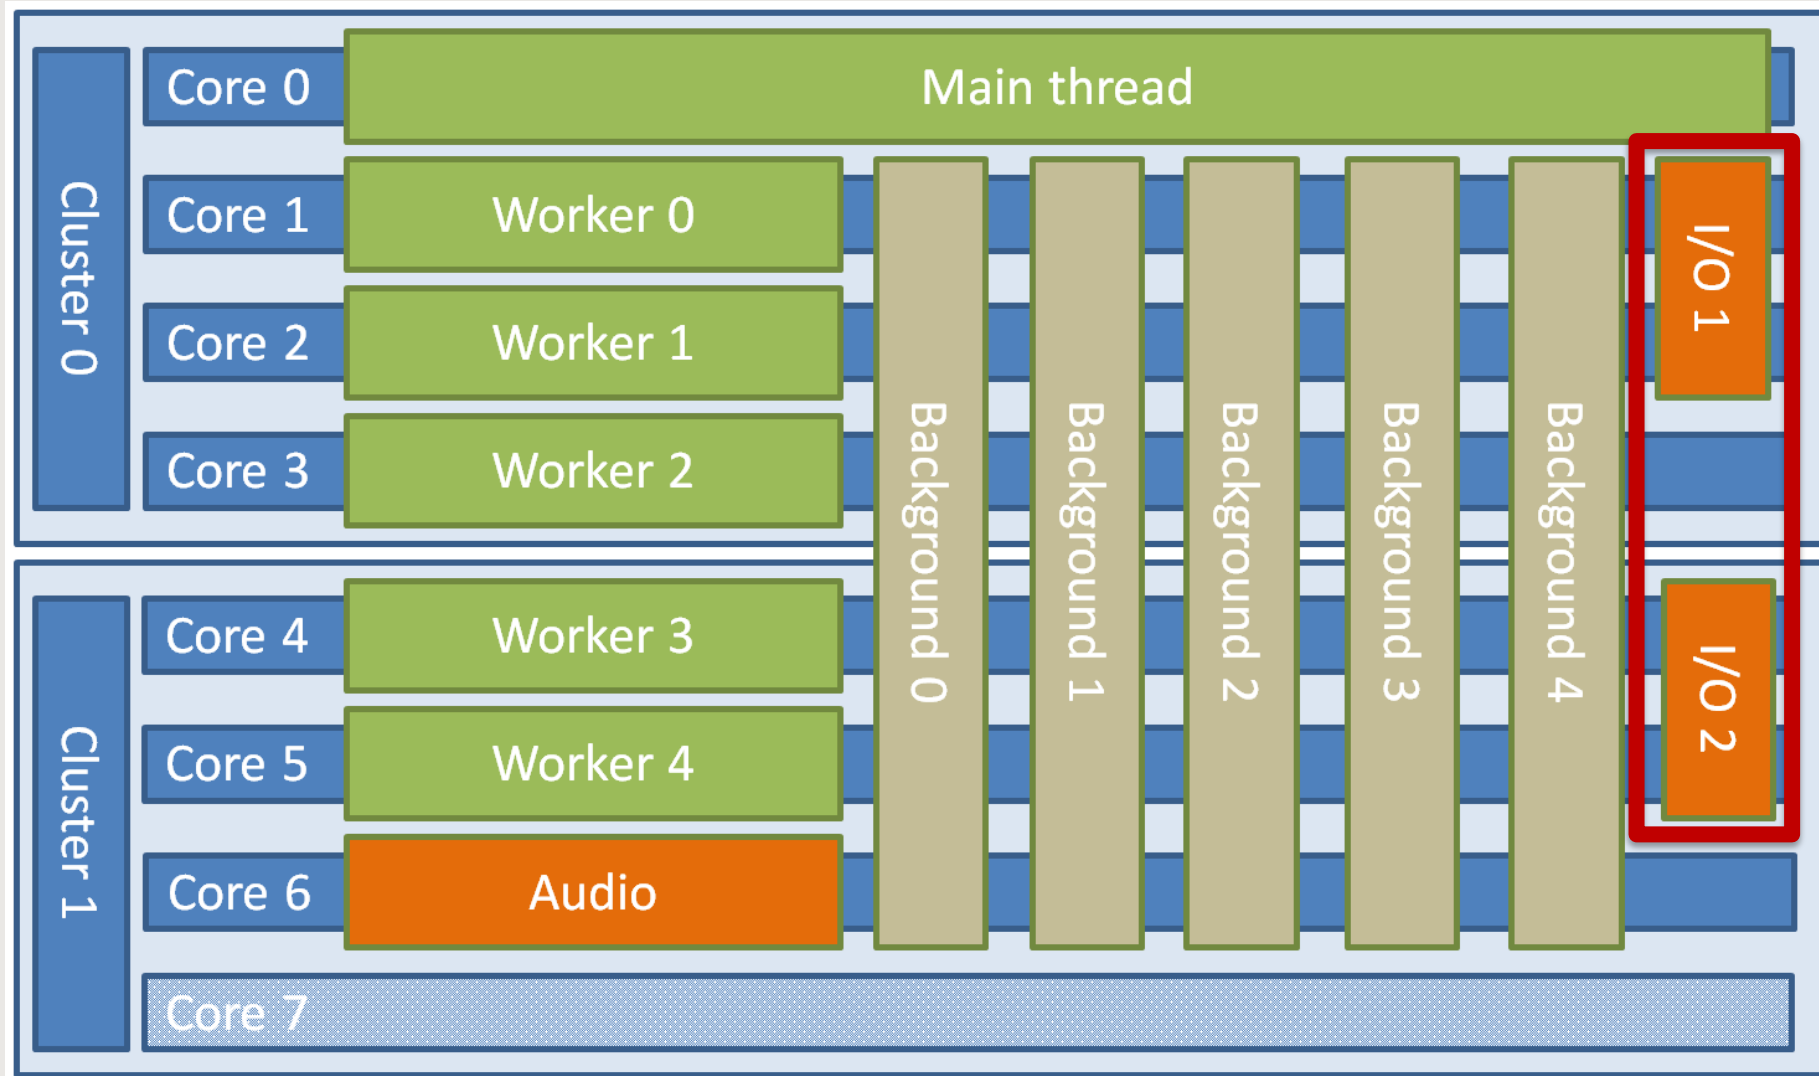 Cluster 0
Core 0
Main thread
Core 1
Worker 0
Core 2
Worker 1
Core 3
Worker 2
Background 0
Background 1
Background 2
Background 3
Background 4
I/O 1
I/O 2
Cluster 1
Core 4
Worker 3
Core 5
Worker 4
Core 6
Audio
Core 7